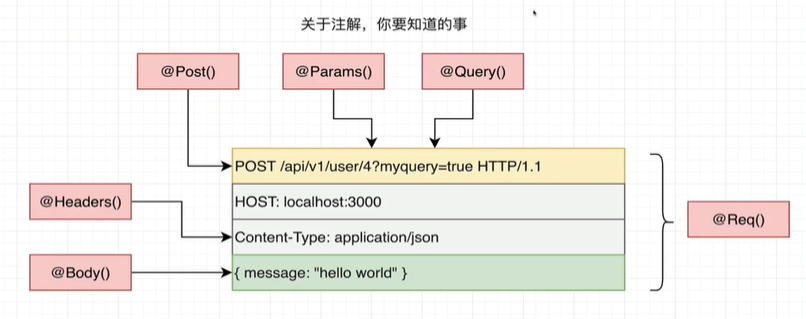 关于注解，你要知道的事
@Post()
@Params()
@Query()
POST /api/v1/user/4?myquery=true HTTP/1.1
@Headers()
HOST: localhost:3000
@Req()
Content-Type: application/json
@Body()
{ message: "hello world" }